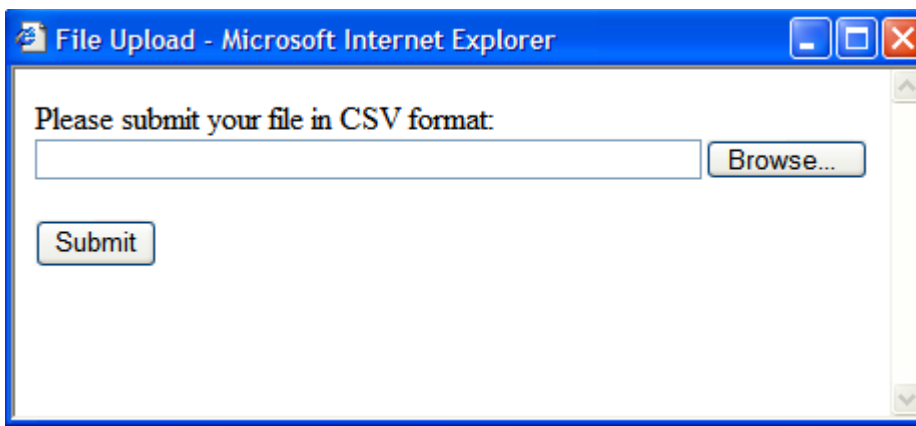 File Upload - Microsoft Internet Explorer
Please submit your file in CSV format:
Browse...
Submit